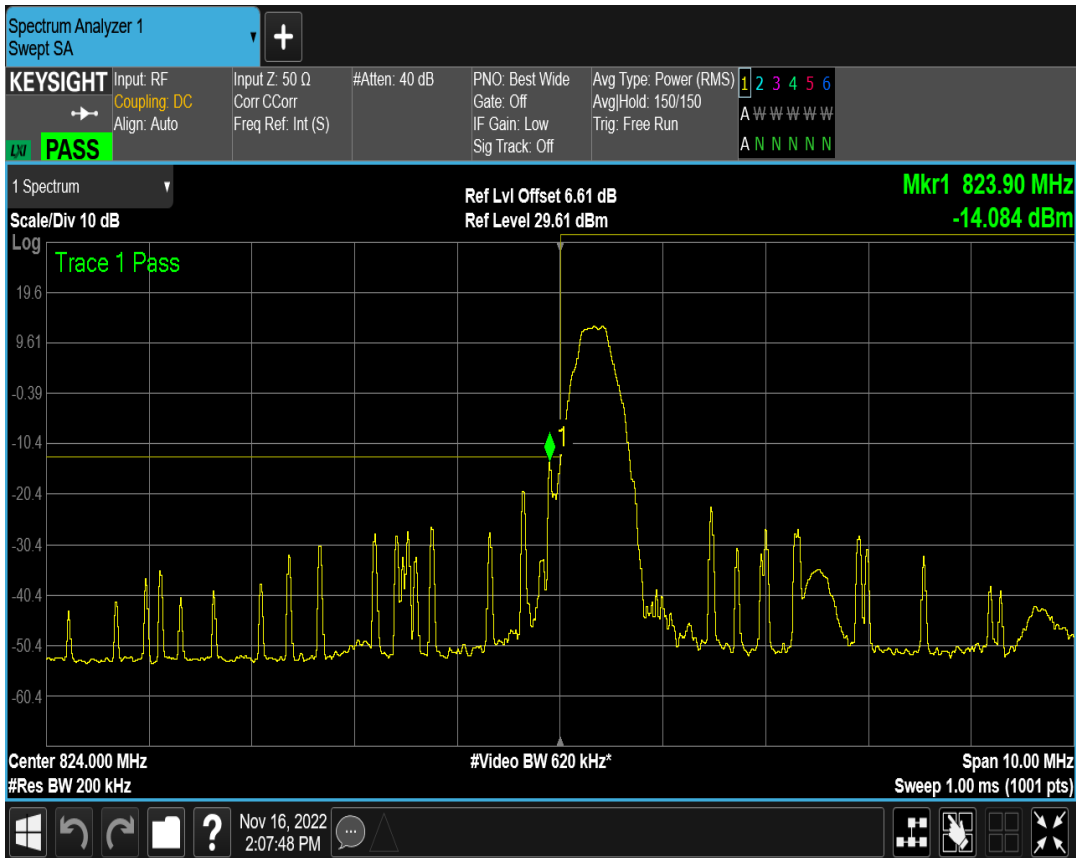 Spectrum Analyzer 1
Swept SA
+
KEYSIGHT
LXI PASS
Input: RF
Coupling: DC
Align: Auto
Input Z: 50 Ω
Corr CCorr
Freq Ref: Int (S)
#Atten: 40 dB
PNO: Best Wide
Gate: Off
IF Gain: Low
Sig Track: Off
Avg Type: Power (RMS)
Avg|Hold: 150/150
Trig: Free Run
1 2 3 4 5 6
A W W W W W
A N N N N N
1 Spectrum
Scale/Div 10 dB
Ref Lvl Offset 6.61 dB
Ref Level 29.61 dBm
Mkr1 823.90 MHz
-14.084 dBm
Log
Trace 1 Pass
19.6
9.61
-0.39
-10.4
-20.4
-30.4
-40.4
-50.4
-60.4
1
Center 824.000 MHz
#Res BW 200 kHz
#Video BW 620 kHz*
Span 10.00 MHz
Sweep 1.00 ms (1001 pts)
?
Nov 16, 2022
2:07:48 PM